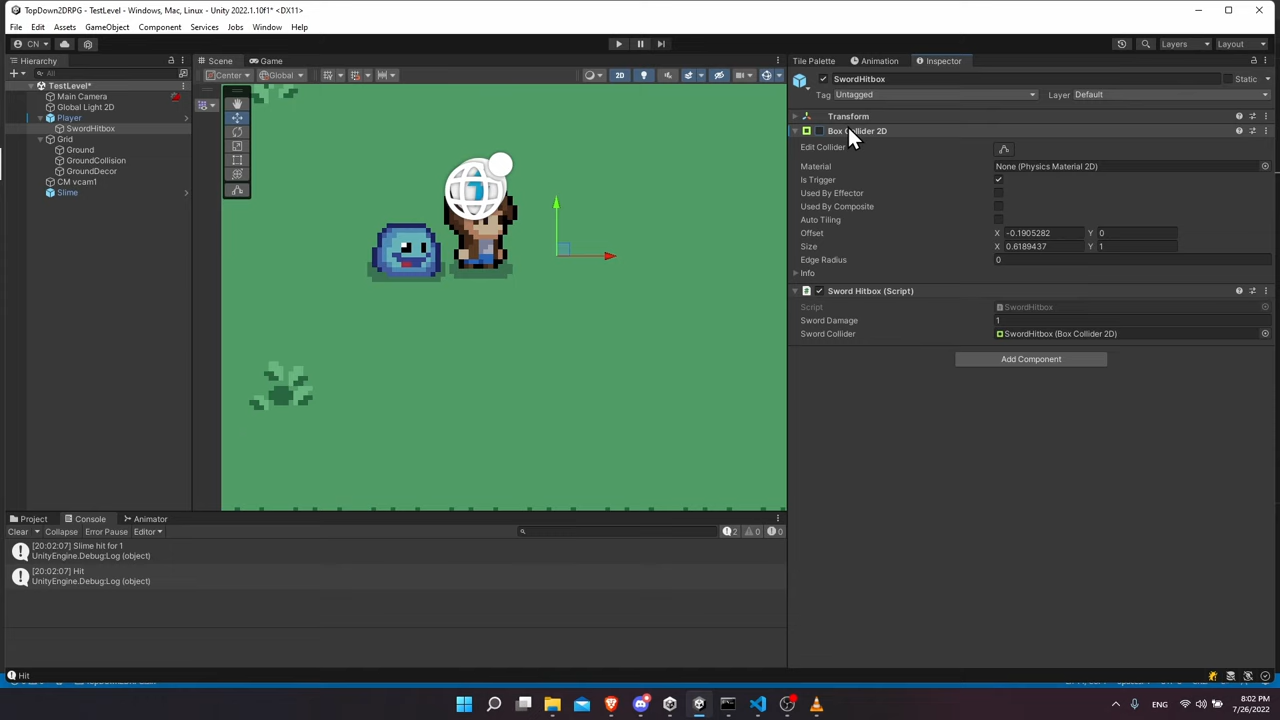 TopDown2DRPG - TestLevel - Windows, Mac, Linux - Unity 2022.1.10f1* <DX11>
File Edit Assets GameObject Component Services Jobs Window Help
CN Layers Layout
Hierarchy Scene Game Tile Palette Animation Inspector
All Center Global 2D SwordHitbox Static
TestLevel*
Main Camera Tag Untagged Layer Default
Global Light 2D
Player Transform
SwordHitbox Box Collider 2D
Grid Edit Collider
Ground Material None (Physics Material 2D)
GroundCollision Is Trigger
GroundDecor Used By Effector
CM vcam1 Used By Composite
Slime Auto Tiling
Offset X -0.1905282 Y 0
Size X 0.6189437 Y 1
Edge Radius 0
Info
Sword Hitbox (Script)
Script SwordHitbox
Sword Damage 1
Sword Collider SwordHitbox (Box Collider 2D)
Add Component
Project Console Animator
Clear Collapse Error Pause Editor 2 0 0
[20:02:07] Slime hit for 1
UnityEngine.Debug:Log (object)
[20:02:07] Hit
UnityEngine.Debug:Log (object)
Hit
ENG 8:02 PM
7/26/2022